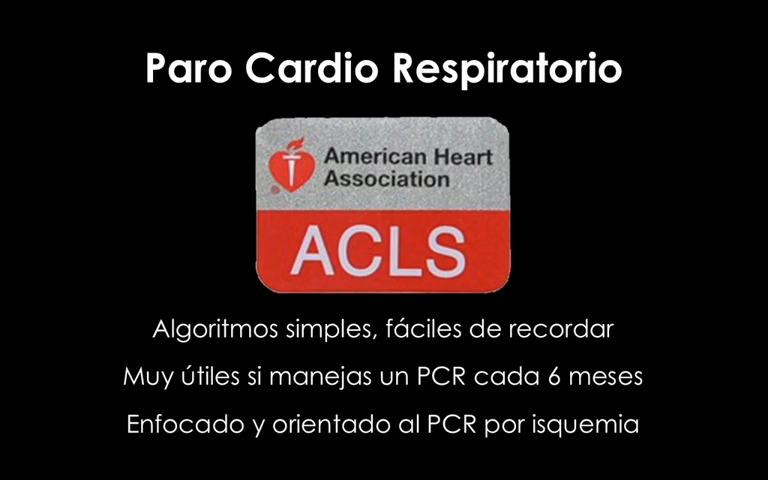 Paro Cardio Respiratorio
American Heart
Association
ACLS
Algoritmos simples, fáciles de recordar
Muy útiles si manejas un PCR cada 6 meses
Enfocado y orientado al PCR por isquemia